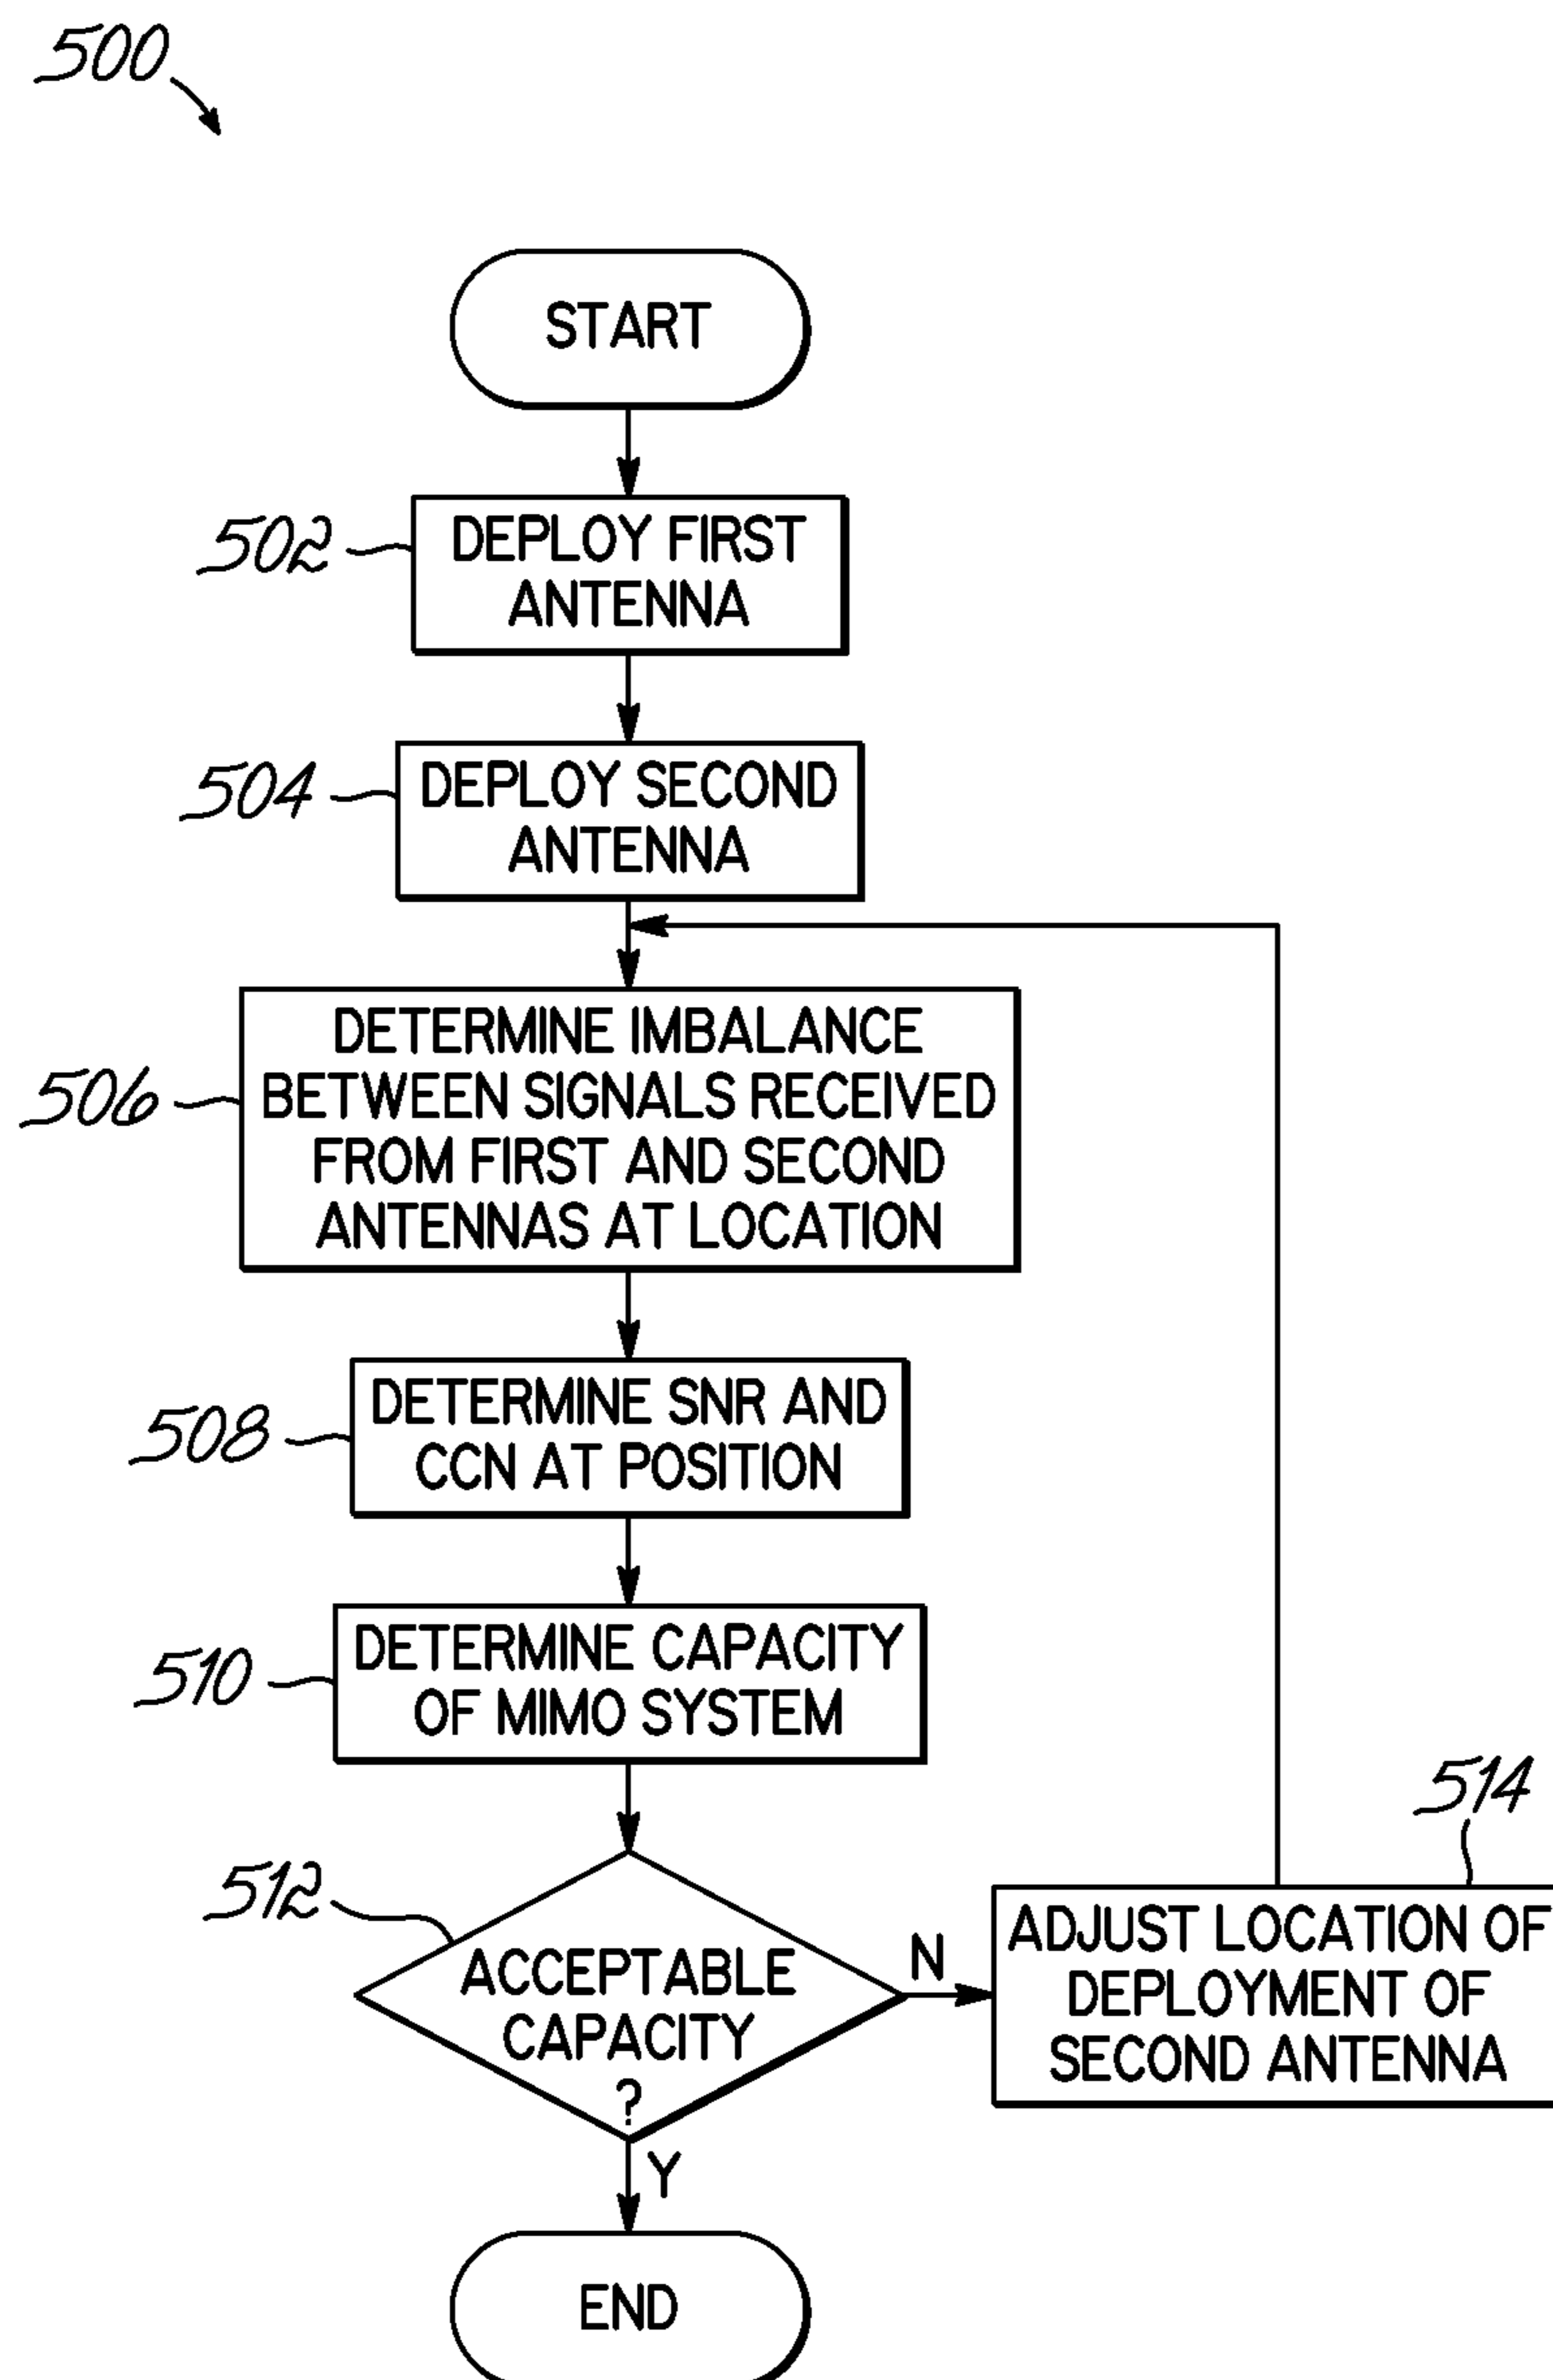 500
START
502
DEPLOY FIRST
ANTENNA
504
DEPLOY SECOND
ANTENNA
506
DETERMINE IMBALANCE
BETWEEN SIGNALS RECEIVED
FROM FIRST AND SECOND
ANTENNAS AT LOCATION
508
DETERMINE SNR AND
CCN AT POSITION
510
DETERMINE CAPACITY
OF MIMO SYSTEM
512
ACCEPTABLE
CAPACITY
?
N
514
ADJUST LOCATION OF
DEPLOYMENT OF
SECOND ANTENNA
Y
END